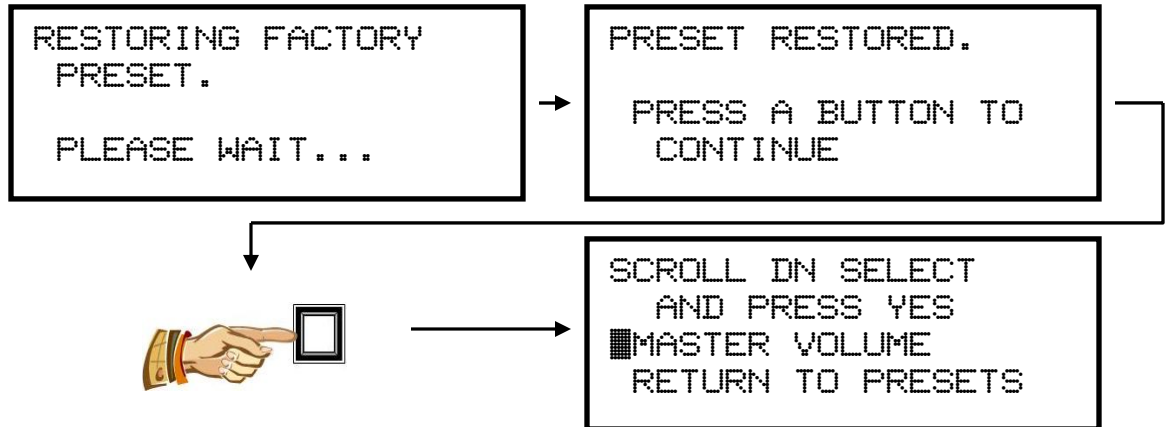 RESTORING FACTORY
PRESET.
PLEASE WAIT...
PRESET RESTORED.
PRESS A BUTTON TO
CONTINUE
SCROLL DN SELECT
AND PRESS YES
MASTER VOLUME
RETURN TO PRESETS